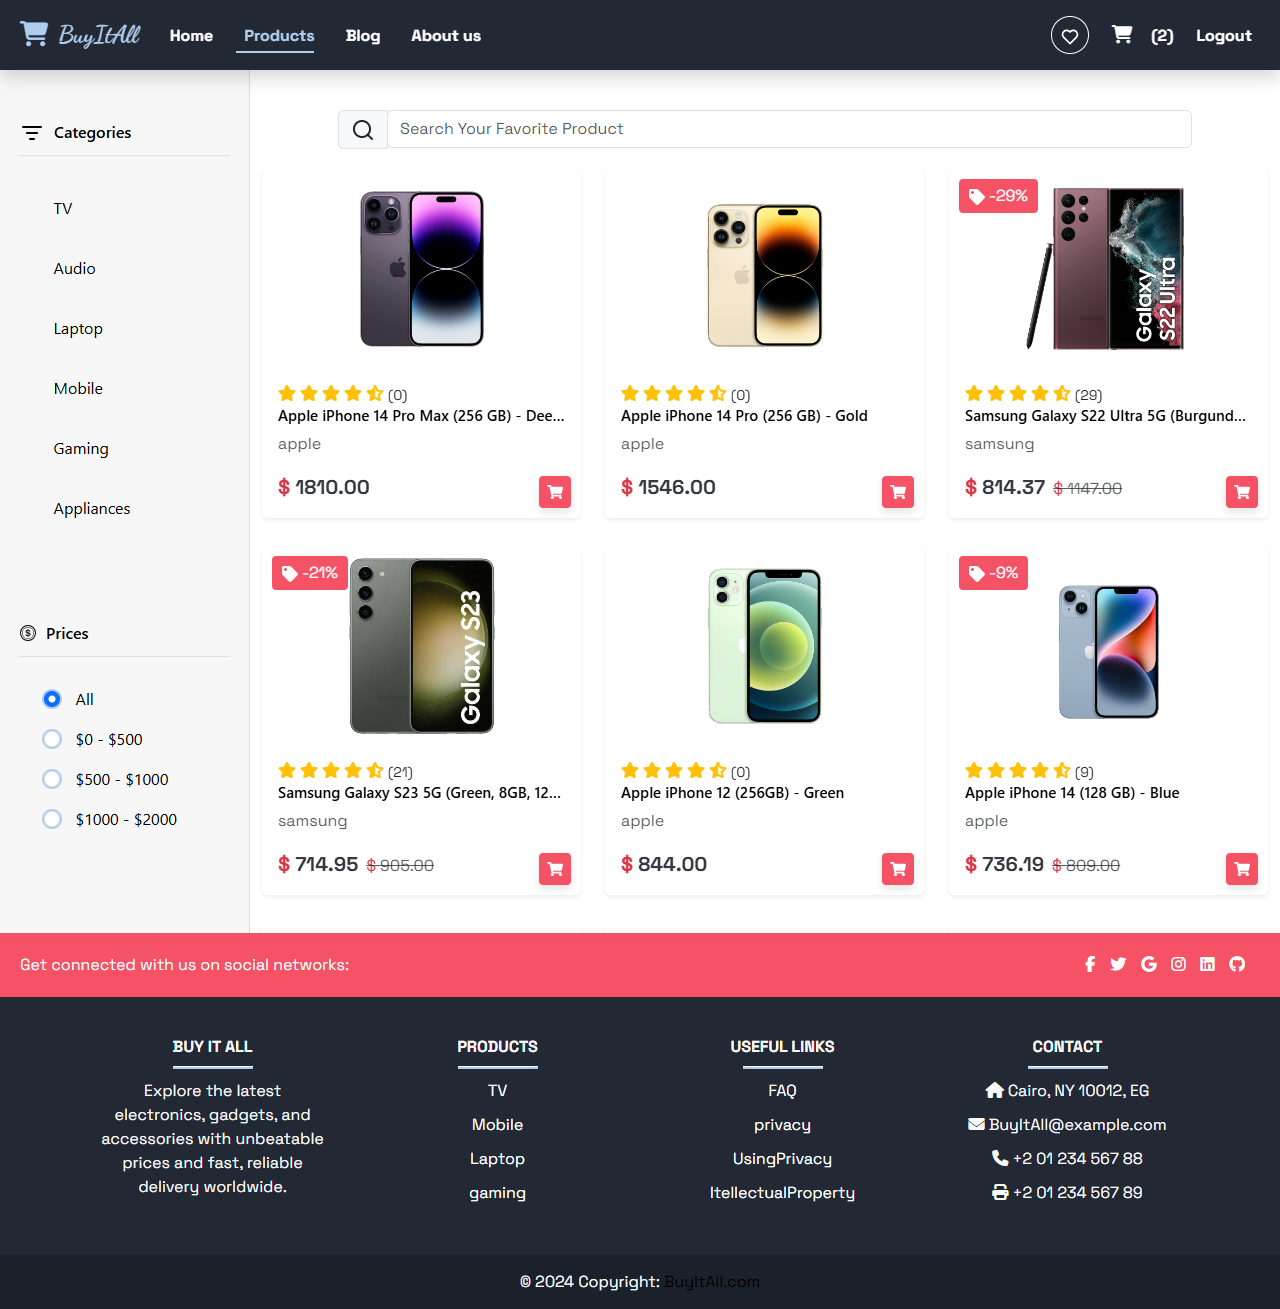 BuyItAll
Home
Products
Blog
About us
(2)
Logout
Categories
TV
Audio
Laptop
Mobile
Gaming
Appliances
Prices
All
$0 - $500
$500 - $1000
$1000 - $2000
Search Your Favorite Product
(0)
Apple iPhone 14 Pro Max (256 GB) - Dee...
apple
$ 1810.00
(0)
Apple iPhone 14 Pro (256 GB) - Gold
apple
$ 1546.00
-29%
Galaxy
S22 Ultra
(29)
Samsung Galaxy S22 Ultra 5G (Burgund...
samsung
$ 814.37 $ 1147.00
-21%
Galaxy S23
(21)
Samsung Galaxy S23 5G (Green, 8GB, 12...
samsung
$ 714.95 $ 905.00
(0)
Apple iPhone 12 (256GB) - Green
apple
$ 844.00
-9%
(9)
Apple iPhone 14 (128 GB) - Blue
apple
$ 736.19 $ 809.00
Get connected with us on social networks:
BUY IT ALL
Explore the latest
electronics, gadgets, and
accessories with unbeatable
prices and fast, reliable
delivery worldwide.
PRODUCTS
TV
Mobile
Laptop
gaming
USEFUL LINKS
FAQ
privacy
UsingPrivacy
ItellectualProperty
CONTACT
Cairo, NY 10012, EG
BuyItAll@example.com
+2 01 234 567 88
+2 01 234 567 89
© 2024 Copyright: BuyItAll.com